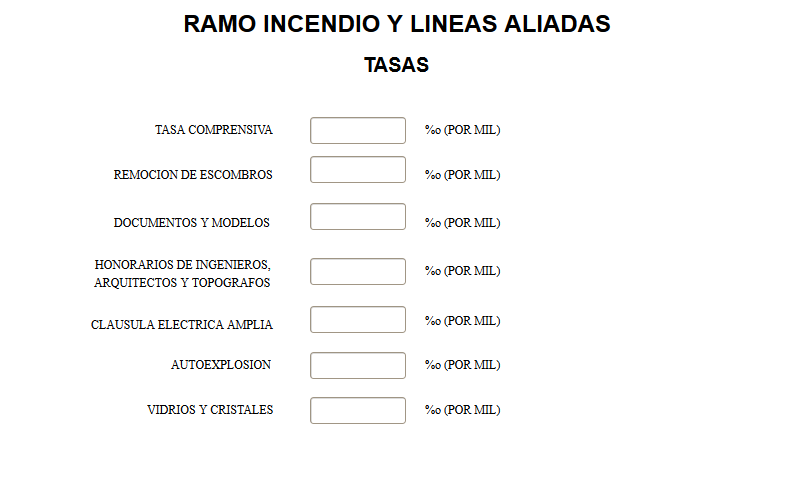 RAMO INCENDIO Y LINEAS ALIADAS
TASAS
TASA COMPRENSIVA %o (POR MIL)
REMOCION DE ESCOMBROS %o (POR MIL)
DOCUMENTOS Y MODELOS %o (POR MIL)
HONORARIOS DE INGENIEROS,
ARQUITECTOS Y TOPOGRAFOS %o (POR MIL)
CLAUSULA ELECTRICA AMPLIA %o (POR MIL)
AUTOEXPLOSION %o (POR MIL)
VIDRIOS Y CRISTALES %o (POR MIL)